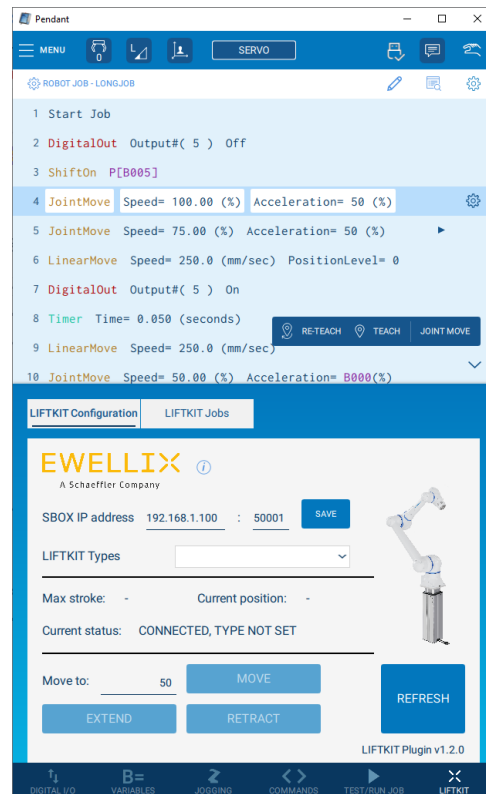 Pendant
MENU 0 SERVO
ROBOT JOB - LONGJOB
1 Start Job
2 DigitalOut Output#( 5 ) Off
3 ShiftOn P[B005]
4 JointMove Speed= 100.00 (%) Acceleration= 50 (%)
5 JointMove Speed= 75.00 (%) Acceleration= 50 (%)
6 LinearMove Speed= 250.0 (mm/sec) PositionLevel= 0
7 DigitalOut Output#( 5 ) On
8 Timer Time= 0.050 (seconds)
RE-TEACH TEACH JOINT MOVE
9 LinearMove Speed= 250.0 (mm/sec)
10 JointMove Speed= 50.00 (%) Acceleration= B000(%)
LIFTKIT Configuration LIFTKIT Jobs
EWELLIX
A Schaeffler Company
SBOX IP address 192.168.1.100 : 50001 SAVE
LIFTKIT Types
Max stroke: - Current position: -
Current status: CONNECTED, TYPE NOT SET
Move to: 50 MOVE
REFRESH
EXTEND RETRACT
LIFTKIT Plugin v1.2.0
B=
DIGITAL I/O VARIABLES JOGGING COMMANDS TEST/RUN JOB LIFTKIT